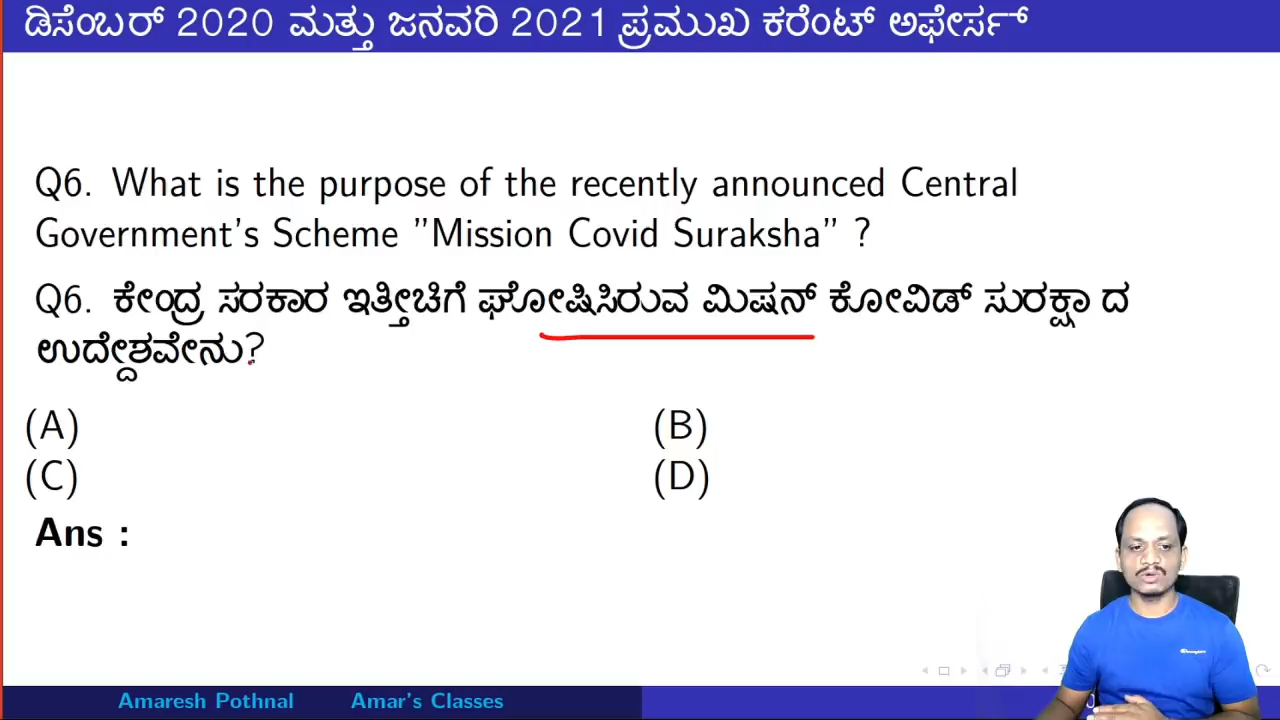 ಡಿಸೆಂಬರ್ 2020 ಮತ್ತು ಜನವರಿ 2021 ಪ್ರಮುಖ ಕರೆಂಟ್ ಅಫೇರ್ಸ್
Q6. What is the purpose of the recently announced Central
Government's Scheme "Mission Covid Suraksha" ?
Q6. ಕೇಂದ್ರ ಸರಕಾರ ಇತ್ತೀಚಿಗೆ ಘೋಷಿಸಿರುವ ಮಿಷನ್ ಕೋವಿಡ್ ಸುರಕ್ಷಾ ದ
ಉದ್ದೇಶವೇನು?
(A) (B)
(C) (D)
Ans :
Amaresh Pothnal Amar's Classes
Champion